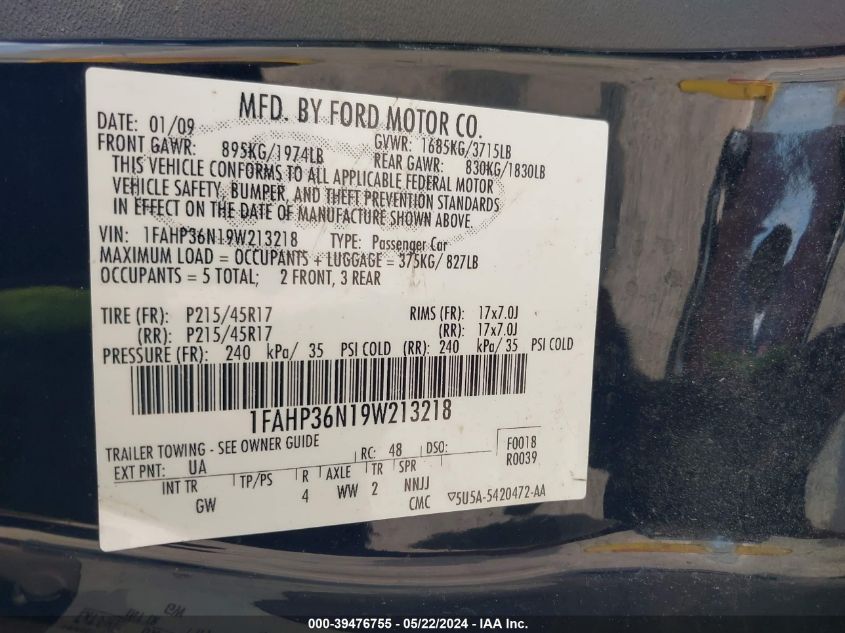 MFD. BY FORD MOTOR CO.
DATE: 01/09 GVWR: 1685KG/3715LB
FRONT GAWR: 895KG/1974LB REAR GAWR: 830KG/1830LB
THIS VEHICLE CONFORMS TO ALL APPLICABLE FEDERAL MOTOR
VEHICLE SAFETY, BUMPER, AND THEFT PREVENTION STANDARDS
IN EFFECT ON THE DATE OF MANUFACTURE SHOWN ABOVE.
VIN: 1FAHP36N19W213218 TYPE: Passenger Car
MAXIMUM LOAD = OCCUPANTS + LUGGAGE = 375KG/ 827LB
OCCUPANTS = 5 TOTAL; 2 FRONT, 3 REAR
TIRE (FR): P215/45R17 RIMS (FR): 17x7.0J
(RR): P215/45R17 (RR): 17x7.0J
PRESSURE (FR): 240 kPa/ 35 PSI COLD (RR): 240 kPa/ 35 PSI COLD
1FAHP36N19W213218
TRAILER TOWING - SEE OWNER GUIDE RC: 48 DSO: F0018
EXT PNT: UA R0039
INT TR TP/PS R AXLE TR SPR
GW 4 WW 2 NNJJ
CMC ▽5U5A-5420472-AA
000-39476755 - 05/22/2024 - IAA Inc.